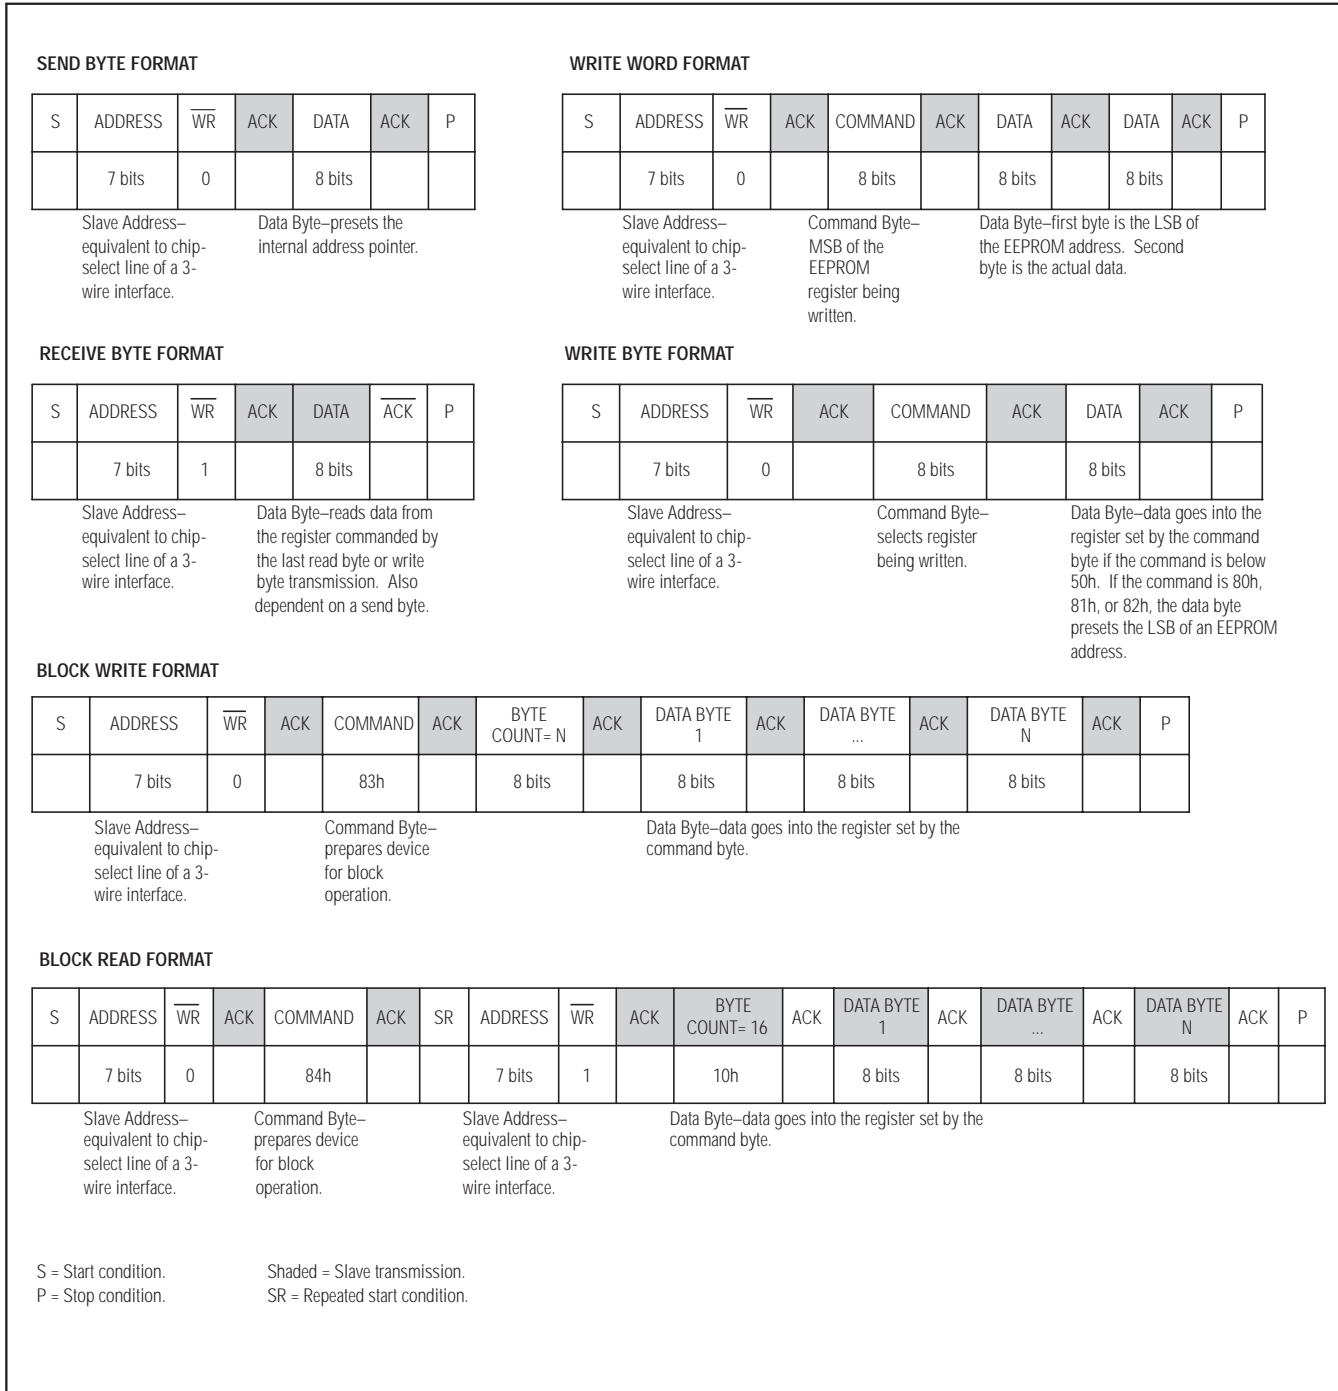 SEND BYTE FORMAT
S ADDRESS WR ACK DATA ACK P
7 bits 0 8 bits
Slave Address–
equivalent to chip-
select line of a 3-
wire interface.
Data Byte–presets the
internal address pointer.
WRITE WORD FORMAT
S ADDRESS WR ACK COMMAND ACK DATA ACK DATA ACK P
7 bits 0 8 bits 8 bits 8 bits
Slave Address–
equivalent to chip-
select line of a 3-
wire interface.
Command Byte–
MSB of the
EEPROM
register being
written.
Data Byte–first byte is the LSB of
the EEPROM address. Second
byte is the actual data.
RECEIVE BYTE FORMAT
S ADDRESS WR ACK DATA ACK P
7 bits 1 8 bits
Slave Address–
equivalent to chip-
select line of a 3-
wire interface.
Data Byte–reads data from
the register commanded by
the last read byte or write
byte transmission. Also
dependent on a send byte.
WRITE BYTE FORMAT
S ADDRESS WR ACK COMMAND ACK DATA ACK P
7 bits 0 8 bits 8 bits
Slave Address–
equivalent to chip-
select line of a 3-
wire interface.
Command Byte–
selects register
being written.
Data Byte–data goes into the
register set by the command
byte if the command is below
50h. If the command is 80h,
81h, or 82h, the data byte
presets the LSB of an EEPROM
address.
BLOCK WRITE FORMAT
S ADDRESS WR ACK COMMAND ACK BYTE COUNT= N ACK DATA BYTE 1 ACK DATA BYTE ... ACK DATA BYTE N ACK P
7 bits 0 83h 8 bits 8 bits 8 bits 8 bits
Slave Address–
equivalent to chip-
select line of a 3-
wire interface.
Command Byte–
prepares device
for block
operation.
Data Byte–data goes into the register set by the
command byte.
BLOCK READ FORMAT
S ADDRESS WR ACK COMMAND ACK SR ADDRESS WR ACK BYTE COUNT= 16 ACK DATA BYTE 1 ACK DATA BYTE ... ACK DATA BYTE N ACK P
7 bits 0 84h 7 bits 1 10h 8 bits 8 bits 8 bits
Slave Address–
equivalent to chip-
select line of a 3-
wire interface.
Command Byte–
prepares device
for block
operation.
Slave Address–
equivalent to chip-
select line of a 3-
wire interface.
Data Byte–data goes into the register set by the
command byte.
S = Start condition.
P = Stop condition.
Shaded = Slave transmission.
SR = Repeated start condition.